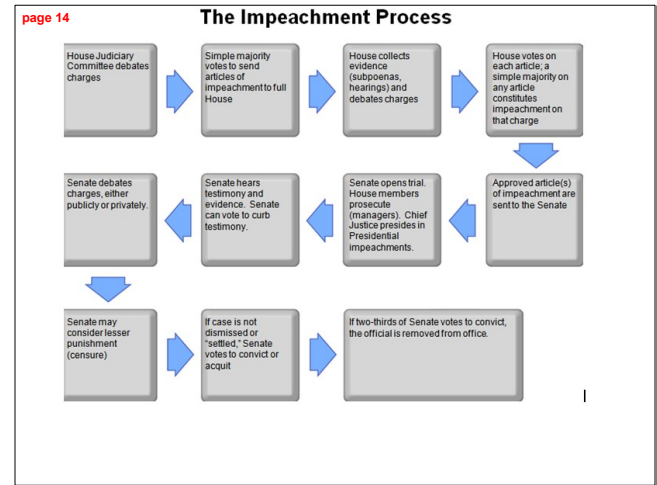 page 14
The Impeachment Process
House Judiciary
Committee debates
charges
Simple majority
votes to send
articles of
impeachment to full
House
House collects
evidence
(subpoenas,
hearings) and
debates charges
House votes on
each article; a
simple majority on
any article
constitutes
impeachment on
that charge
Approved article(s)
of impeachment are
sent to the Senate
Senate opens trial.
House members
prosecute
(managers). Chief
Justice presides in
Presidential
impeachments.
Senate hears
testimony and
evidence. Senate
can vote to curb
testimony.
Senate debates
charges, either
publicly or privately.
Senate may
consider lesser
punishment
(censure)
If case is not
dismissed or
“settled,” Senate
votes to convict or
acquit
If two-thirds of Senate votes to convict,
the official is removed from office.